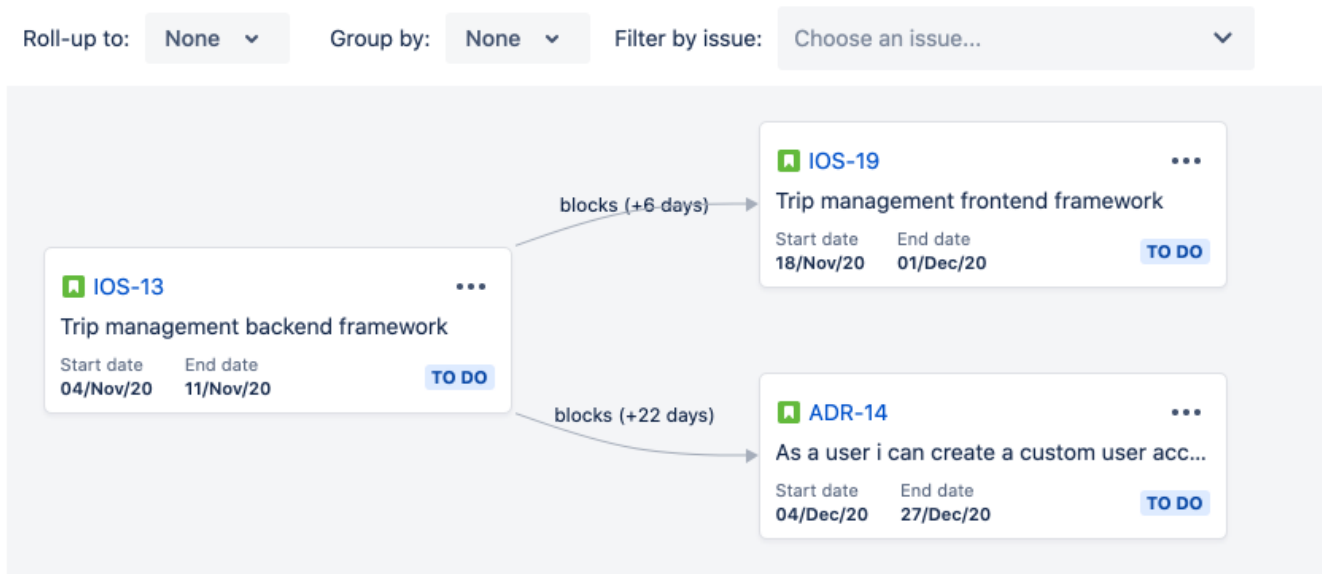 Roll-up to: None Group by: None Filter by issue: Choose an issue...
IOS-19
blocks (+6 days)
Trip management frontend framework
Start date End date
18/Nov/20 01/Dec/20 TO DO
IOS-13
Trip management backend framework
Start date End date
04/Nov/20 11/Nov/20 TO DO
blocks (+22 days)
ADR-14
As a user i can create a custom user acc...
Start date End date
04/Dec/20 27/Dec/20 TO DO